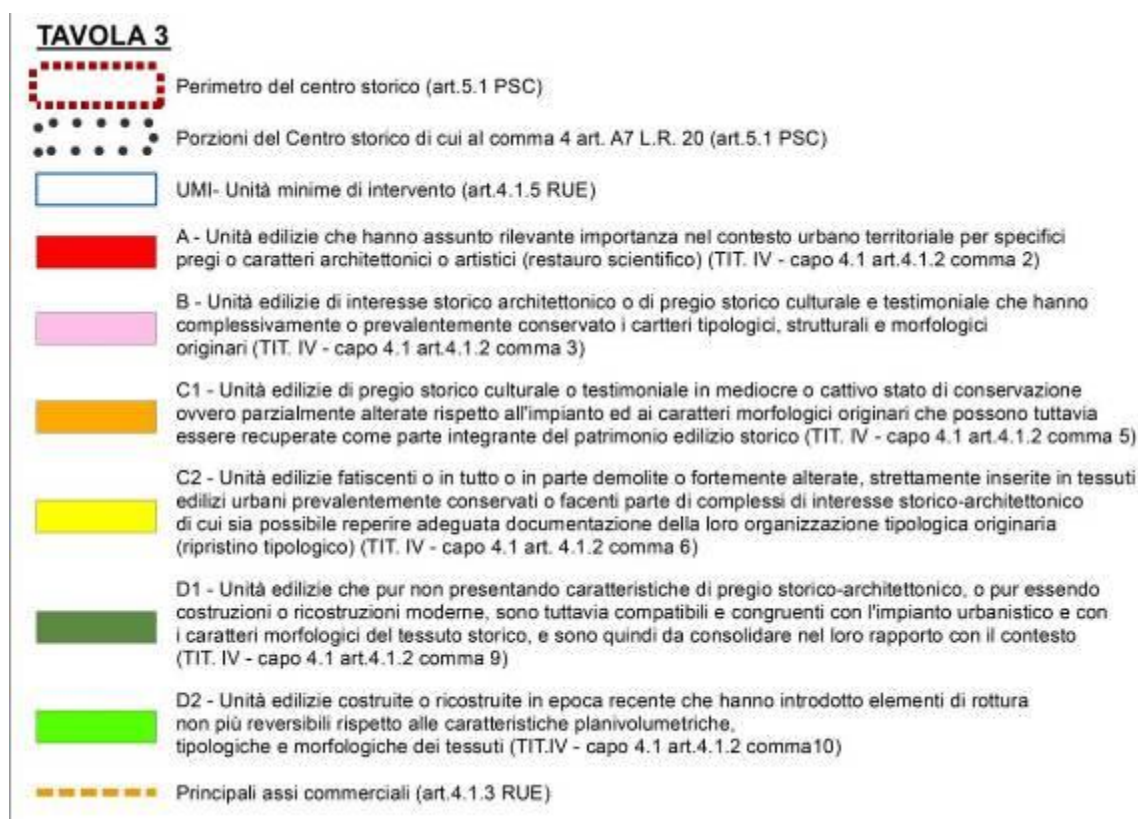 TAVOLA 3
Perimetro del centro storico (art.5.1 PSC)
Porzioni del Centro storico di cui al comma 4 art. A7 L.R. 20 (art.5.1 PSC)
UMI- Unità minime di intervento (art.4.1.5 RUE)
A - Unità edilizie che hanno assunto rilevante importanza nel contesto urbano territoriale per specifici
pregi o caratteri architettonici o artistici (restauro scientifico) (TIT. IV - capo 4.1 art.4.1.2 comma 2)
B - Unità edilizie di interesse storico architettonico o di pregio storico culturale e testimoniale che hanno
complessivamente o prevalentemente conservato i cartteri tipologici, strutturali e morfologici
originari (TIT. IV - capo 4.1 art.4.1.2 comma 3)
C1 - Unità edilizie di pregio storico culturale o testimoniale in mediocre o cattivo stato di conservazione
ovvero parzialmente alterate rispetto all'impianto ed ai caratteri morfologici originari che possono tuttavia
essere recuperate come parte integrante del patrimonio edilizio storico (TIT. IV - capo 4.1 art.4.1.2 comma 5)
C2 - Unità edilizie fatiscenti o in tutto o in parte demolite o fortemente alterate, strettamente inserite in tessuti
edilizi urbani prevalentemente conservati o facenti parte di complessi di interesse storico-architettonico
di cui sia possibile reperire adeguata documentazione della loro organizzazione tipologica originaria
(ripristino tipologico) (TIT. IV - capo 4.1 art. 4.1.2 comma 6)
D1 - Unità edilizie che pur non presentando caratteristiche di pregio storico-architettonico, o pur essendo
costruzioni o ricostruzioni moderne, sono tuttavia compatibili e congruenti con l'impianto urbanistico e con
i caratteri morfologici del tessuto storico, e sono quindi da consolidare nel loro rapporto con il contesto
(TIT. IV - capo 4.1 art.4.1.2 comma 9)
D2 - Unità edilizie costruite o ricostruite in epoca recente che hanno introdotto elementi di rottura
non più reversibili rispetto alle caratteristiche planivolumetriche,
tipologiche e morfologiche dei tessuti (TIT.IV - capo 4.1 art.4.1.2 comma10)
Principali assi commerciali (art.4.1.3 RUE)